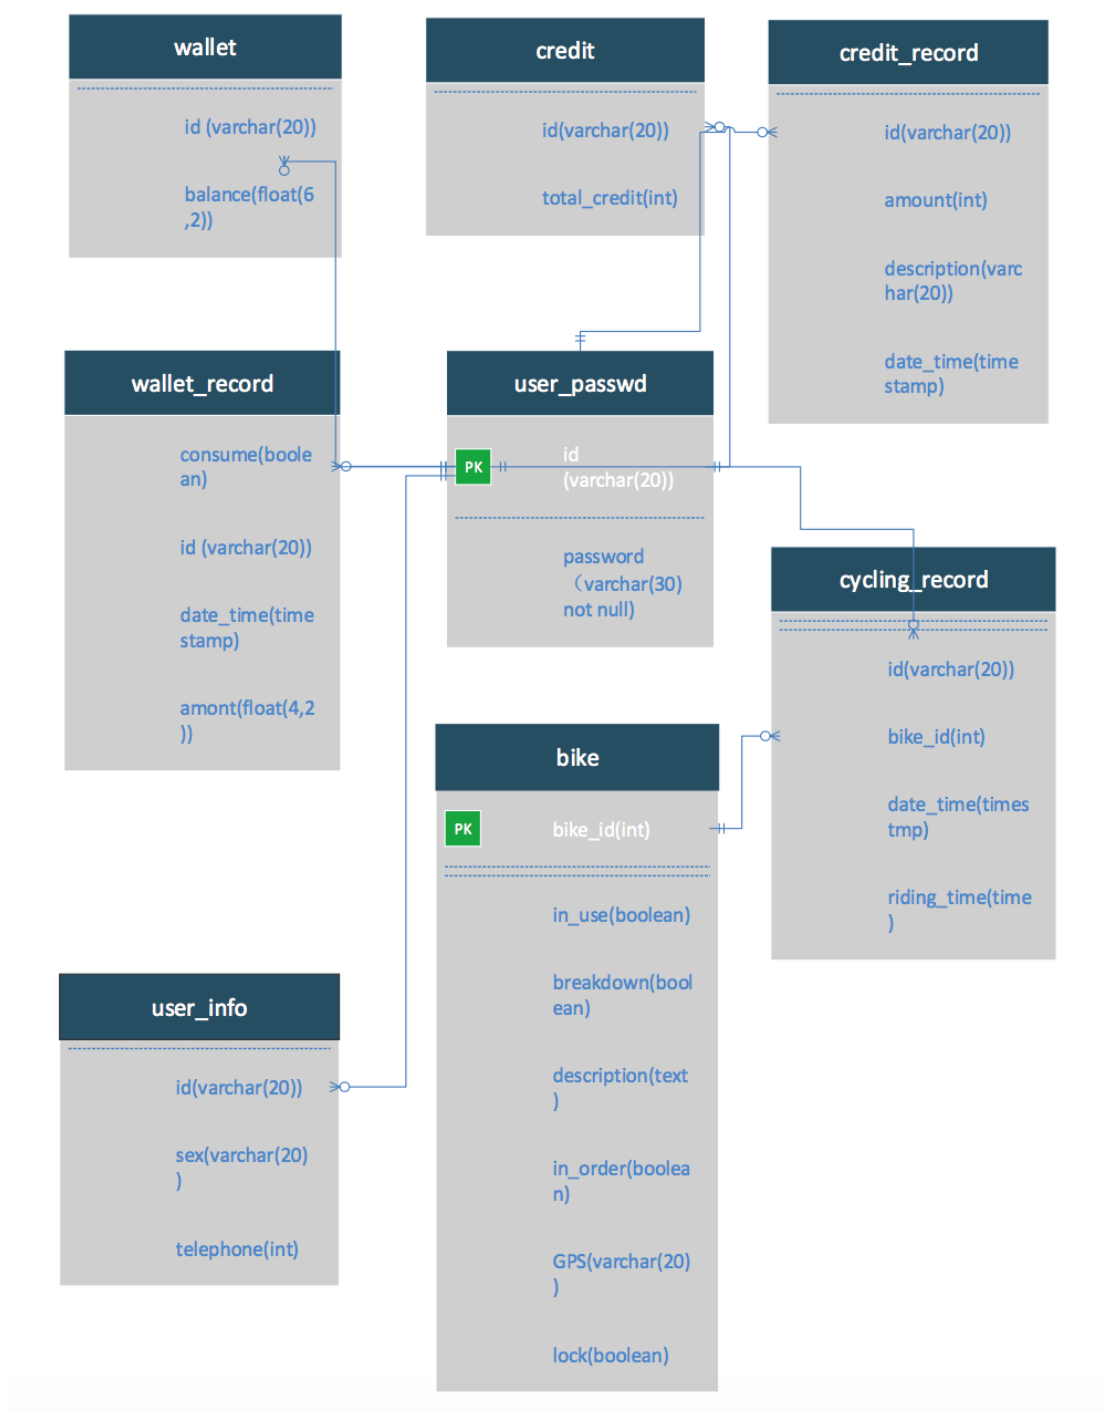 wallet
id (varchar(20))
balance(float(6
,2))
credit
id(varchar(20))
total_credit(int)
credit_record
id(varchar(20))
amount(int)
description(varc
har(20))
date_time(time
stamp)
wallet_record
consume(boole
an)
id (varchar(20))
date_time(time
stamp)
amont(float(4,2
))
user_passwd
PK
id
(varchar(20))
password
（varchar(30)
not null)
cycling_record
id(varchar(20))
bike_id(int)
date_time(times
tmp)
riding_time(time
)
bike
PK
bike_id(int)
in_use(boolean)
breakdown(bool
ean)
description(text
)
in_order(boolea
n)
GPS(varchar(20)
)
lock(boolean)
user_info
id(varchar(20))
sex(varchar(20)
)
telephone(int)